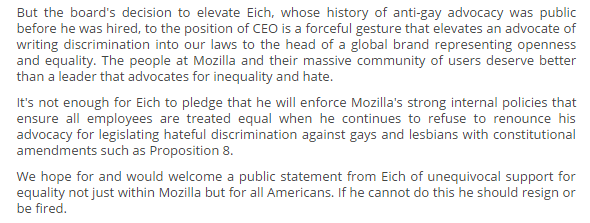 But the board's decision to elevate Eich, whose history of anti-gay advocacy was public
before he was hired, to the position of CEO is a forceful gesture that elevates an advocate of
writing discrimination into our laws to the head of a global brand representing openness
and equality. The people at Mozilla and their massive community of users deserve better
than a leader that advocates for inequality and hate.
It's not enough for Eich to pledge that he will enforce Mozilla's strong internal policies that
ensure all employees are treated equal when he continues to refuse to renounce his
advocacy for legislating hateful discrimination against gays and lesbians with constitutional
amendments such as Proposition 8.
We hope for and would welcome a public statement from Eich of unequivocal support for
equality not just within Mozilla but for all Americans. If he cannot do this he should resign or
be fired.